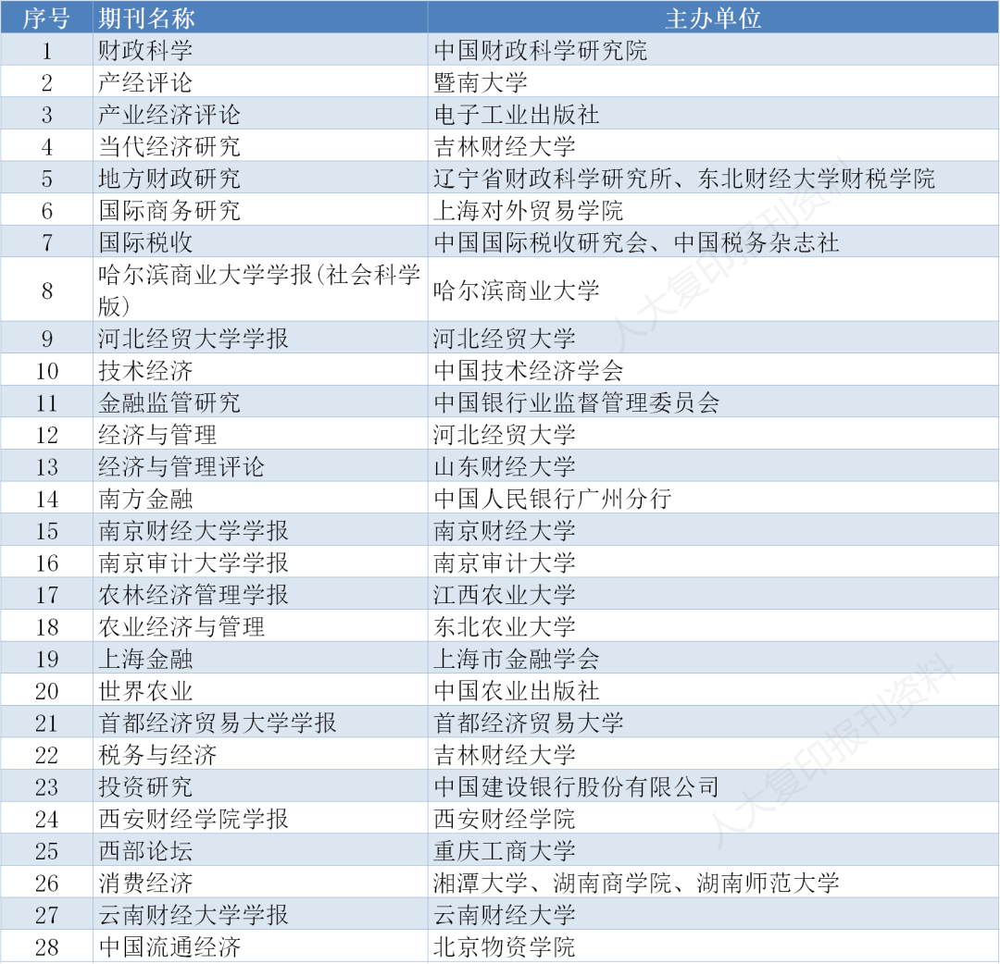 序号 期刊名称 主办单位
1 财政科学 中国财政科学研究院
2 产经评论 暨南大学
3 产业经济评论 电子工业出版社
4 当代经济研究 吉林财经大学
5 地方财政研究 辽宁省财政科学研究所、东北财经大学财税学院
6 国际商务研究 上海对外贸易学院
7 国际税收 中国国际税收研究会、中国税务杂志社
8 哈尔滨商业大学学报(社会科学
版) 哈尔滨商业大学
9 河北经贸大学学报 河北经贸大学
10 技术经济 中国技术经济学会
11 金融监管研究 中国银行业监督管理委员会
12 经济与管理 河北经贸大学
13 经济与管理评论 山东财经大学
14 南方金融 中国人民银行广州分行
15 南京财经大学学报 南京财经大学
16 南京审计大学学报 南京审计大学
17 农林经济管理学报 江西农业大学
18 农业经济与管理 东北农业大学
19 上海金融 上海市金融学会
20 世界农业 中国农业出版社
21 首都经济贸易大学学报 首都经济贸易大学
22 税务与经济 吉林财经大学
23 投资研究 中国建设银行股份有限公司
24 西安财经学院学报 西安财经学院
25 西部论坛 重庆工商大学
26 消费经济 湘潭大学、湖南商学院、湖南师范大学
27 云南财经大学学报 云南财经大学
28 中国流通经济 北京物资学院
人大复印报刊资料
人大复印报刊资料